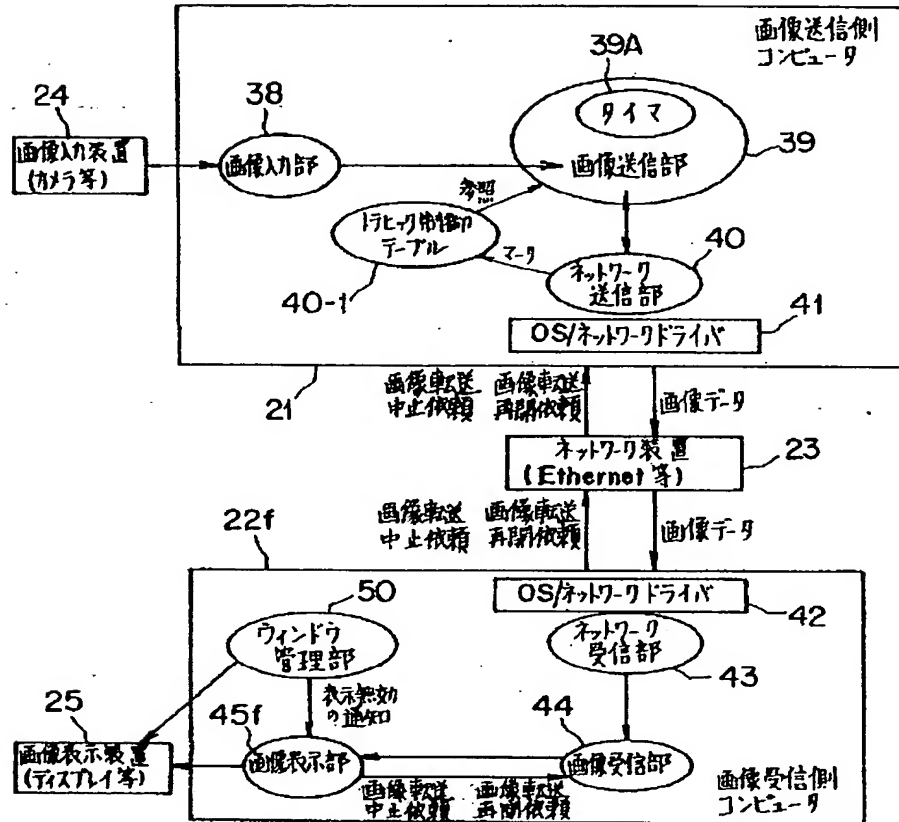 画像送信側
コンピュータ
39A
タイマ
24
38
画像入力装置
(カメラ等)
画像入力部
画像送信部
39
参照
トラヒック制御
テーブル
マーク
40
ネットワーク
送信部
40-1
41
OS/ネットワークドライバ
21
画像転送
中止依頼
画像転送
再開依頼
画像データ
ネットワーク装置
(Ethernet等)
23
22f
画像転送
中止依頼
画像転送
再開依頼
画像データ
50
OS/ネットワークドライバ
42
ウィンドウ
管理部
ネットワーク
受信部
43
表示無効
の通知
25
45f
44
画像表示装置
(ディスプレイ等)
画像表示部
画像受信部
画像転送
中止依頼
画像転送
再開依頼
画像受信側
コンピュータ